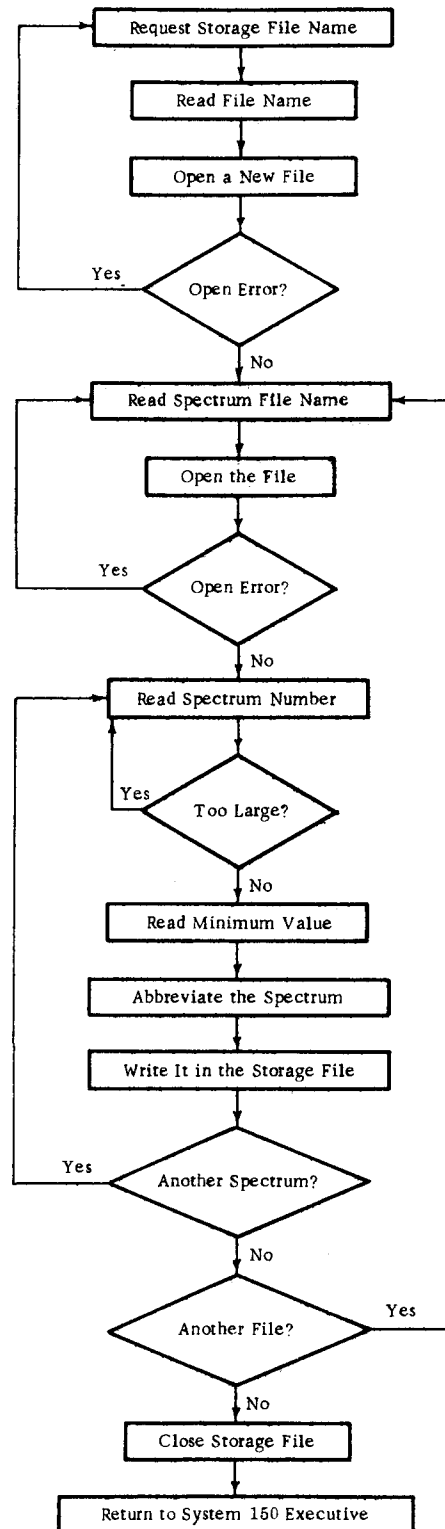 Request Storage File Name
Read File Name
Open a New File
Yes
Open Error?
No
Read Spectrum File Name
Open the File
Yes
Open Error?
No
Read Spectrum Number
Yes
Too Large?
No
Read Minimum Value
Abbreviate the Spectrum
Write It in the Storage File
Yes
Another Spectrum?
No
Yes
Another File?
No
Close Storage File
Return to System 150 Executive